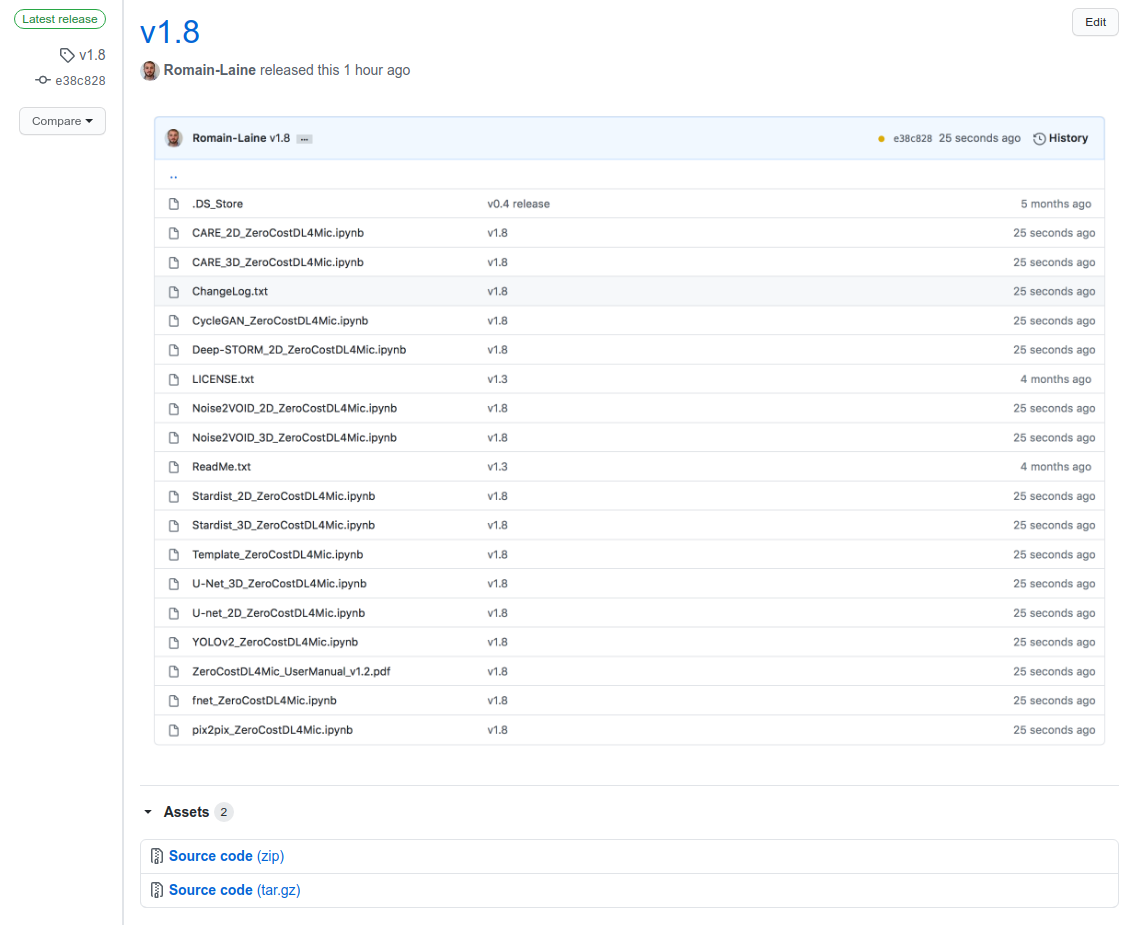 Latest release
v1.8
e38c828
Compare
v1.8
Edit
Romain-Laine released this 1 hour ago
Romain-Laine v1.8 ... e38c828 25 seconds ago History
..
.DS_Store v0.4 release 5 months ago
CARE_2D_ZeroCostDL4Mic.ipynb v1.8 25 seconds ago
CARE_3D_ZeroCostDL4Mic.ipynb v1.8 25 seconds ago
ChangeLog.txt v1.8 25 seconds ago
CycleGAN_ZeroCostDL4Mic.ipynb v1.8 25 seconds ago
Deep-STORM_2D_ZeroCostDL4Mic.ipynb v1.8 25 seconds ago
LICENSE.txt v1.3 4 months ago
Noise2VOID_2D_ZeroCostDL4Mic.ipynb v1.8 25 seconds ago
Noise2VOID_3D_ZeroCostDL4Mic.ipynb v1.8 25 seconds ago
ReadMe.txt v1.3 4 months ago
Stardist_2D_ZeroCostDL4Mic.ipynb v1.8 25 seconds ago
Stardist_3D_ZeroCostDL4Mic.ipynb v1.8 25 seconds ago
Template_ZeroCostDL4Mic.ipynb v1.8 25 seconds ago
U-Net_3D_ZeroCostDL4Mic.ipynb v1.8 25 seconds ago
U-net_2D_ZeroCostDL4Mic.ipynb v1.8 25 seconds ago
YOLOv2_ZeroCostDL4Mic.ipynb v1.8 25 seconds ago
ZeroCostDL4Mic_UserManual_v1.2.pdf v1.8 25 seconds ago
fnet_ZeroCostDL4Mic.ipynb v1.8 25 seconds ago
pix2pix_ZeroCostDL4Mic.ipynb v1.8 25 seconds ago
Assets 2
Source code (zip)
Source code (tar.gz)